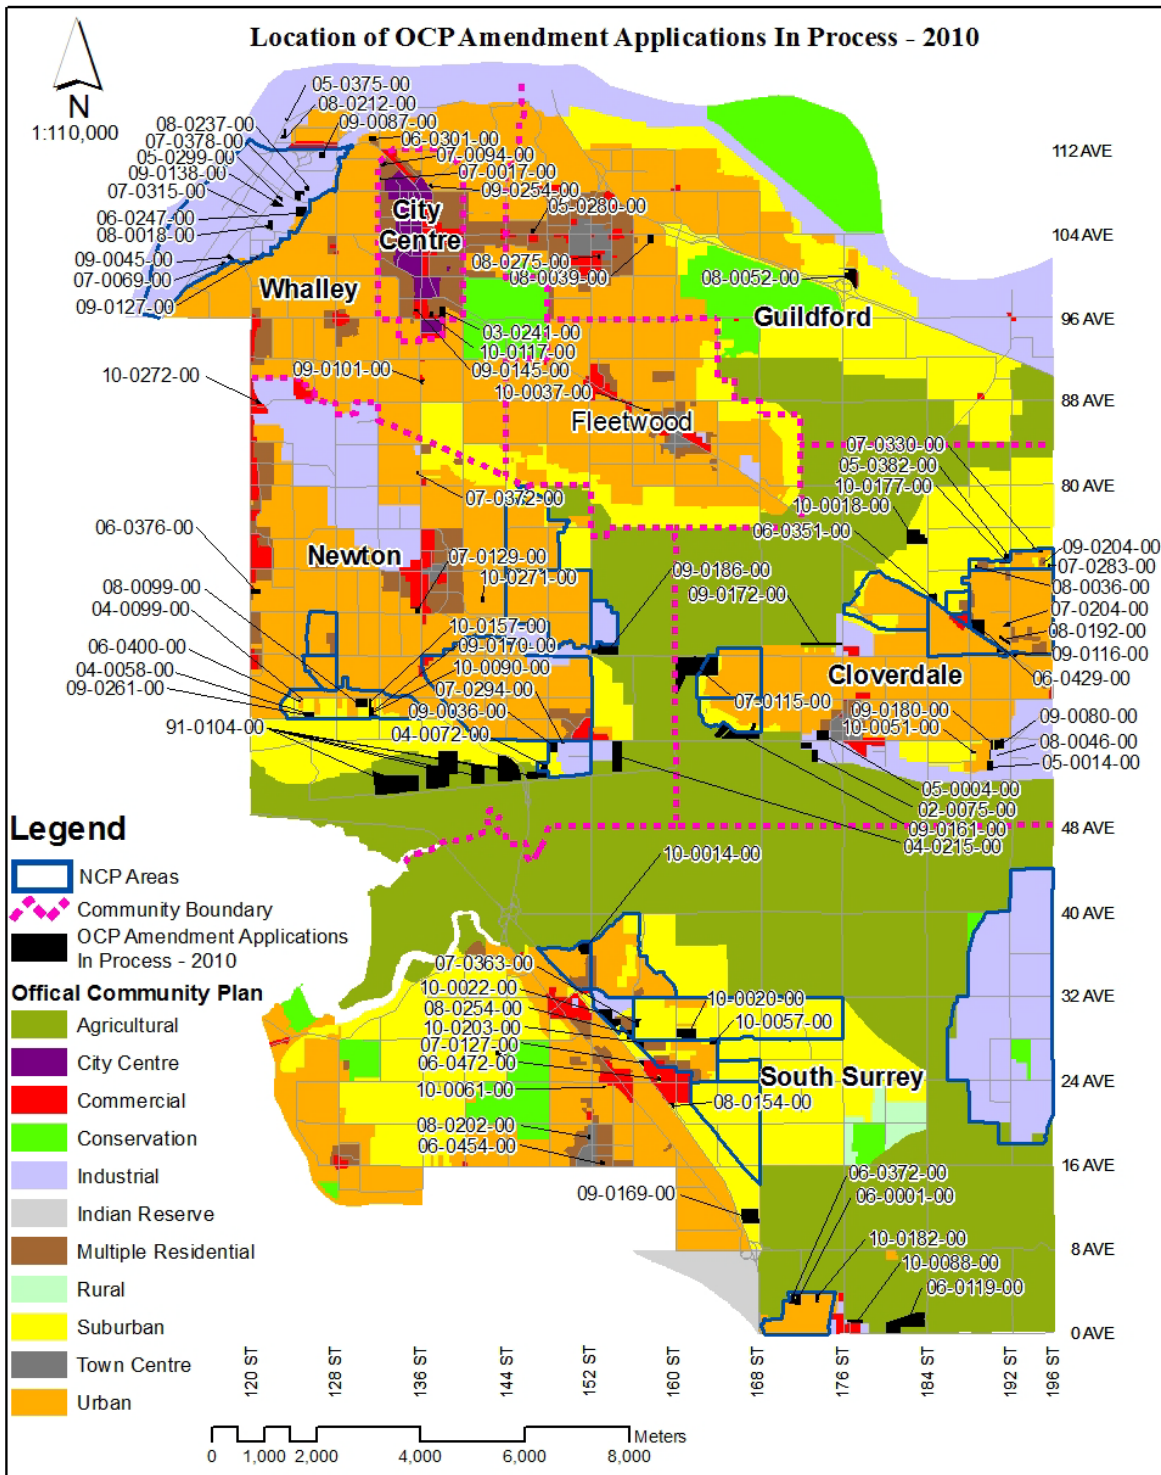 Location of OCP Amendment Applications In Process - 2010
N
1:110,000
05-0375-00
08-0212-00
08-0237-00
09-0087-00
07-0378-00
06-0301-00
05-0299-00
07-0094-00
09-0138-00
07-0017-00
07-0315-00
09-0254-00
06-0247-00
05-0280-00
08-0018-00
City
Centre
09-0045-00
08-0275-00
07-0069-00
08-0039-00
08-0052-00
09-0127-00
Whalley
Guildford
03-0241-00
10-0117-00
09-0145-00
10-0272-00
09-0101-00
10-0037-00
Fleetwood
07-0330-00
05-0382-00
10-0177-00
07-0372-00
10-0018-00
06-0376-00
06-0351-00
Newton
07-0129-00
09-0204-00
08-0099-00
10-0271-00
09-0186-00
07-0283-00
04-0099-00
09-0172-00
08-0036-00
10-0157-00
07-0204-00
06-0400-00
09-0170-00
08-0192-00
04-0058-00
10-0090-00
09-0116-00
09-0261-00
07-0294-00
Cloverdale
06-0429-00
07-0115-00
91-0104-00
09-0036-00
09-0180-00
09-0080-00
04-0072-00
10-0051-00
08-0046-00
05-0014-00
05-0004-00
02-0075-00
09-0161-00
04-0215-00
10-0014-00
07-0363-00
10-0022-00
10-0020-00
08-0254-00
10-0057-00
10-0203-00
07-0127-00
06-0472-00
South Surrey
10-0061-00
08-0154-00
08-0202-00
06-0454-00
06-0372-00
09-0169-00
06-0001-00
10-0182-00
10-0088-00
06-0119-00
112 AVE
104 AVE
96 AVE
88 AVE
80 AVE
48 AVE
40 AVE
32 AVE
24 AVE
16 AVE
8 AVE
0 AVE
120 ST
128 ST
136 ST
144 ST
152 ST
160 ST
168 ST
176 ST
184 ST
192 ST
196 ST
Legend
NCP Areas
Community Boundary
OCP Amendment Applications
In Process - 2010
Offical Community Plan
Agricultural
City Centre
Commercial
Conservation
Industrial
Indian Reserve
Multiple Residential
Rural
Suburban
Town Centre
Urban
0 1,000 2,000 4,000 6,000 8,000
Meters